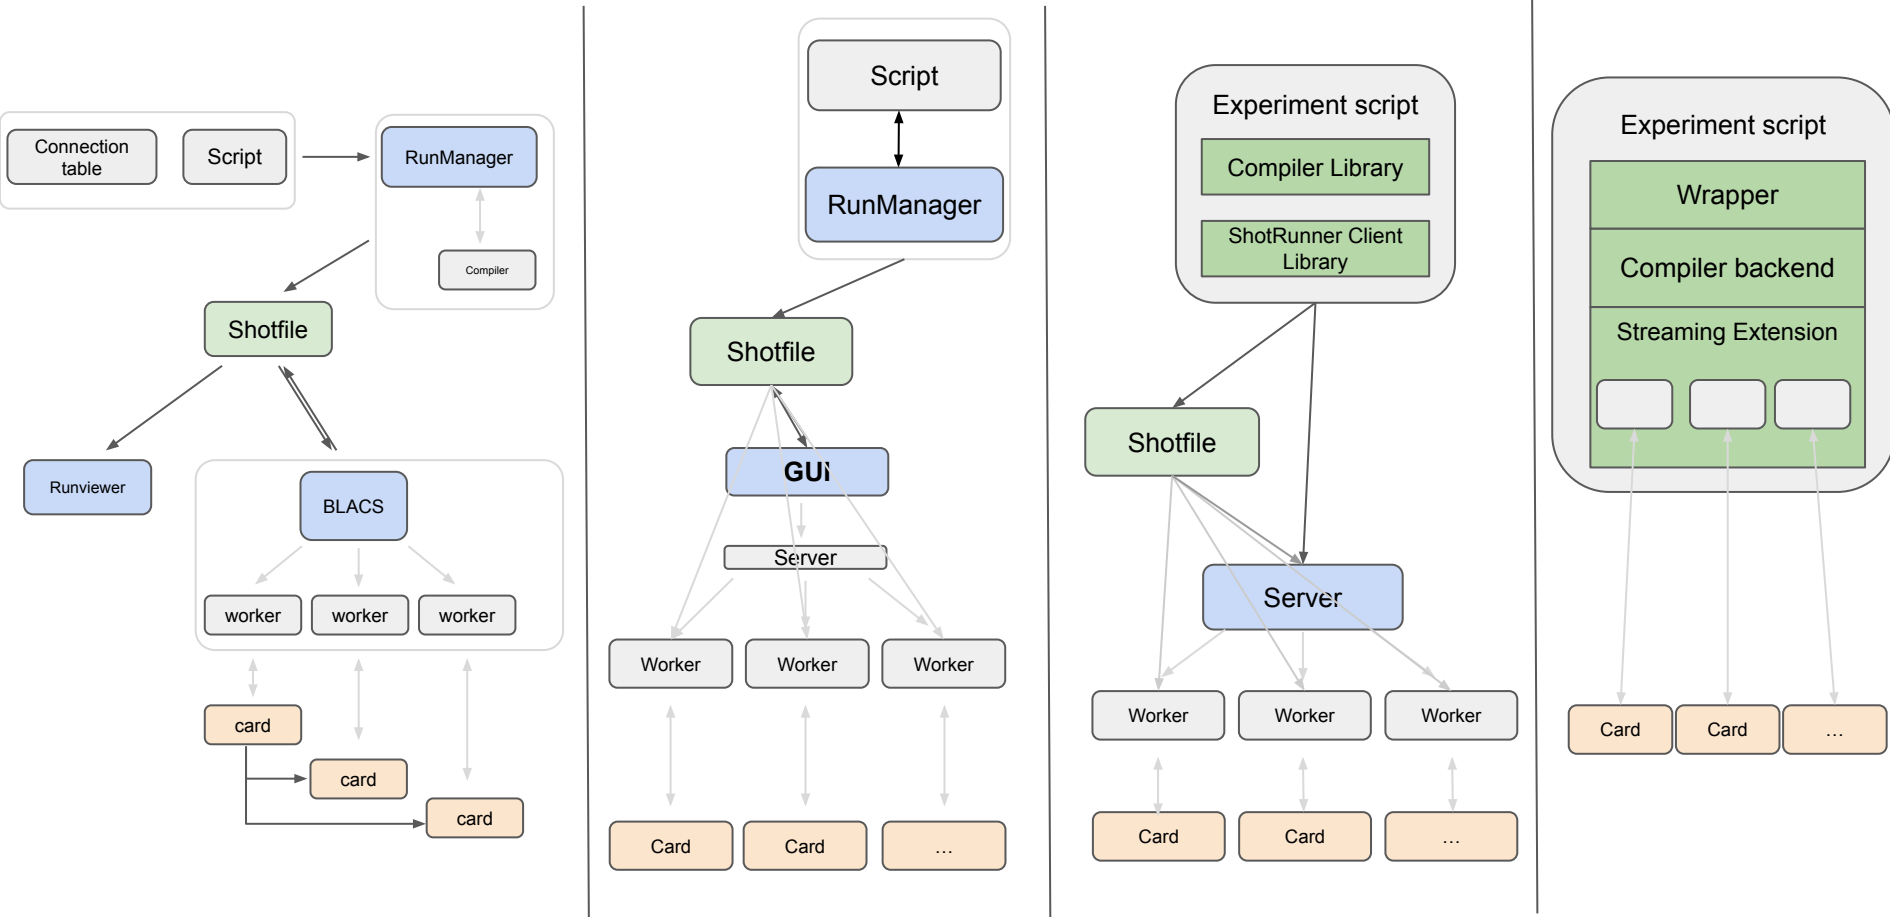 Connection
table
Script
RunManager
Compiler
Shotfile
Runviewer
BLACS
worker
worker
worker
card
card
card
Script
RunManager
Shotfile
GUI
Server
Worker
Worker
Worker
Card
Card
...
Experiment script
Compiler Library
ShotRunner Client
Library
Shotfile
Server
Worker
Worker
Worker
Card
Card
...
Experiment script
Wrapper
Compiler backend
Streaming Extension
Card
Card
...